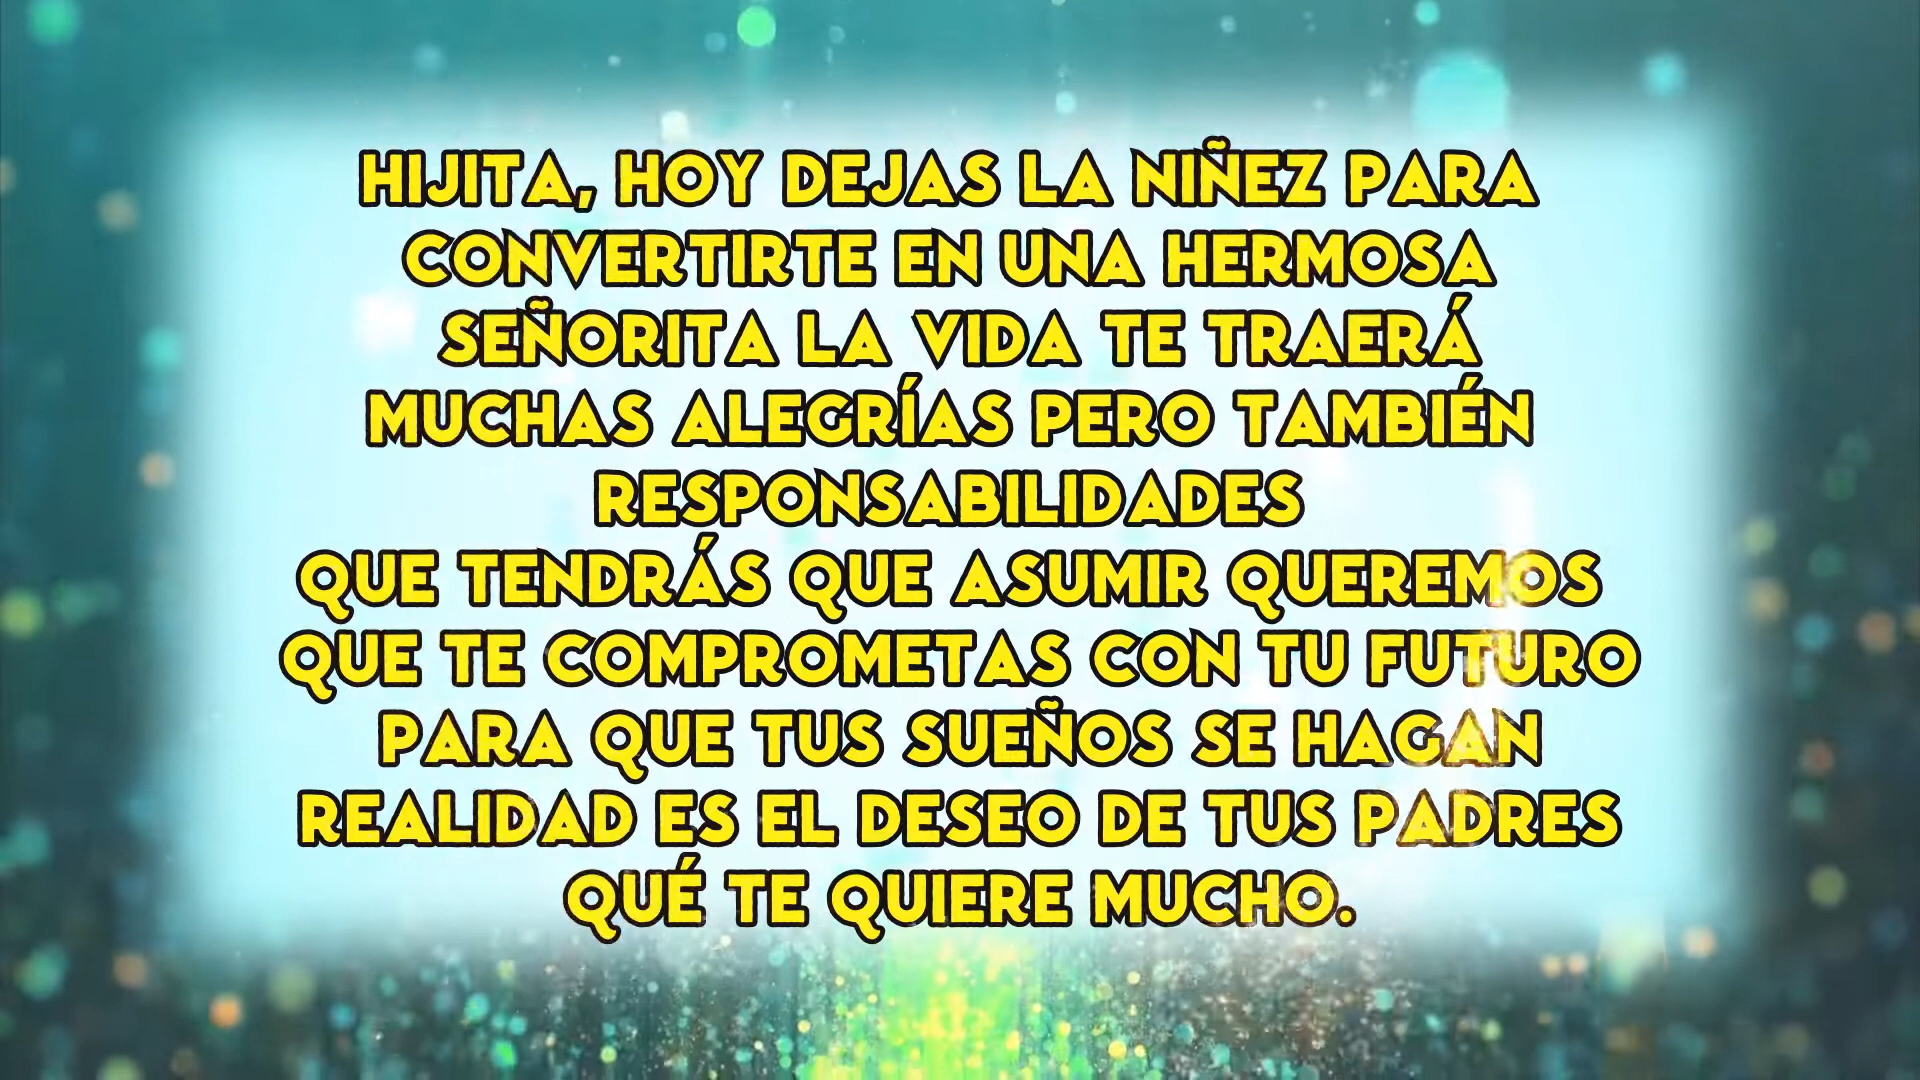 HIJITA, HOY DEJAS LA NIÑEZ PARA
CONVERTIRTE EN UNA HERMOSA
SEÑORITA LA VIDA TE TRAERÁ
MUCHAS ALEGRÍAS PERO TAMBIÉN
RESPONSABILIDADES
QUE TENDRÁS QUE ASUMIR QUEREMOS
QUE TE COMPROMETAS CON TU FUTURO
PARA QUE TUS SUEÑOS SE HAGAN
REALIDAD ES EL DESEO DE TUS PADRES
QUÉ TE QUIERE MUCHO.